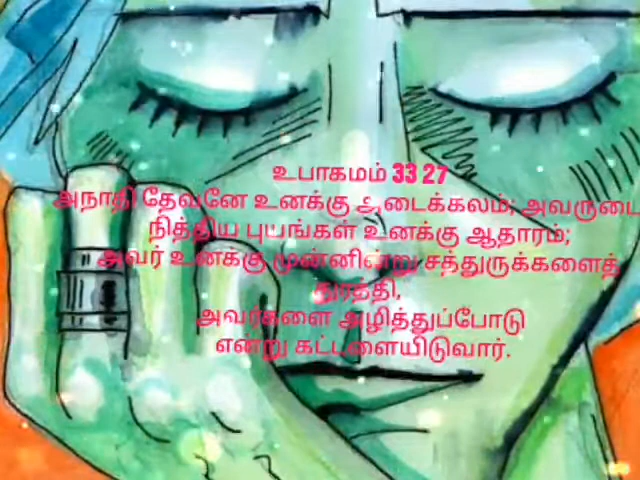 உபாகமம் 33 27
அநாதி தேவனே உனக்கு அடைக்கலம்; அவருடைய
நித்திய புயங்கள் உனக்கு ஆதாரம்;
அவர் உனக்கு முன்னின்று சத்துருக்களைத்
துரத்தி,
அவர்களை அழித்துப்போடு
என்று கட்டளையிடுவார்.